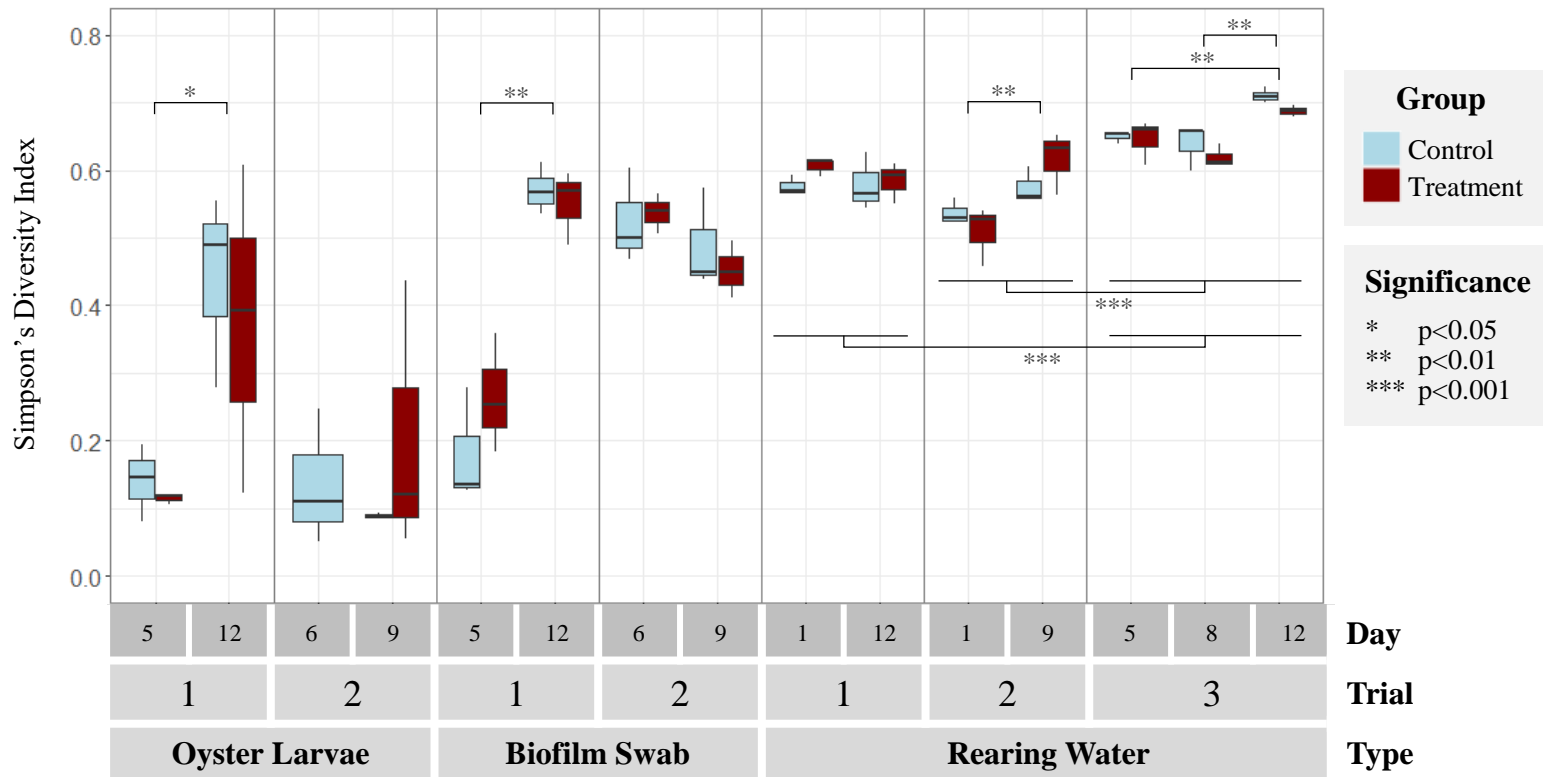 Simpson’s Diversity Index
0.8
0.6
0.4
0.2
0.0
*
**
**
**
**
***
***
Group
Control
Treatment
Significance
* p<0.05
** p<0.01
*** p<0.001
5 12 6 9 5 12 6 9 1 12 1 9 5 8 12 Day
1 2 1 2 1 2 3 Trial
Oyster Larvae Biofilm Swab Rearing Water Type